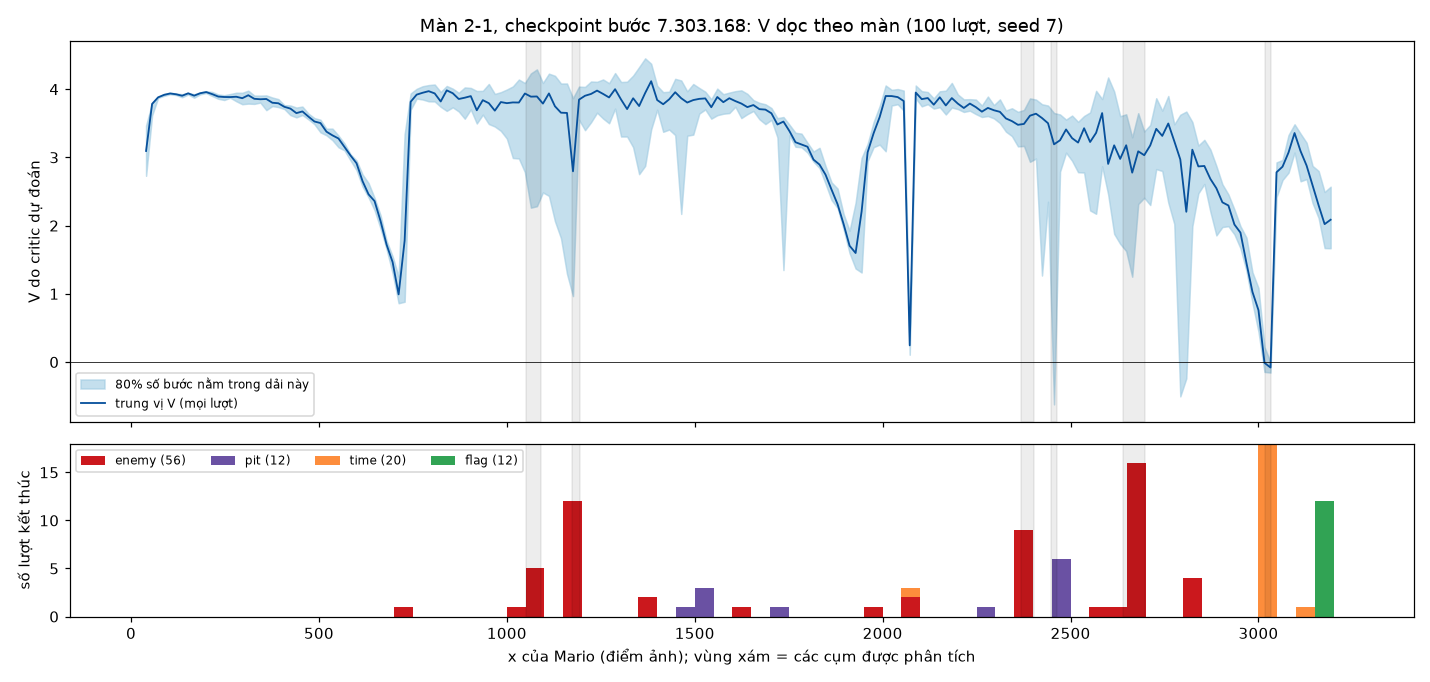 Màn 2-1, checkpoint bước 7.303.168: V dọc theo màn (100 lượt, seed 7)
V do critic dự đoán
4
3
2
1
0
80% số bước nằm trong dải này
trung vị V (mọi lượt)
số lượt kết thúc
15
10
5
0
enemy (56)
pit (12)
time (20)
flag (12)
0
500
1000
1500
2000
2500
3000
x của Mario (điểm ảnh); vùng xám = các cụm được phân tích